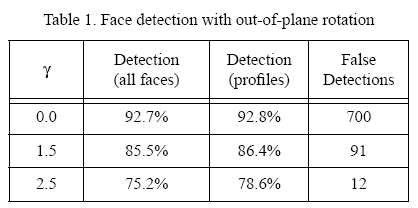 Table 1. Face detection with out-of-plane rotation
γ Detection (all faces) Detection (profiles) False Detections
0.0 92.7% 92.8% 700
1.5 85.5% 86.4% 91
2.5 75.2% 78.6% 12